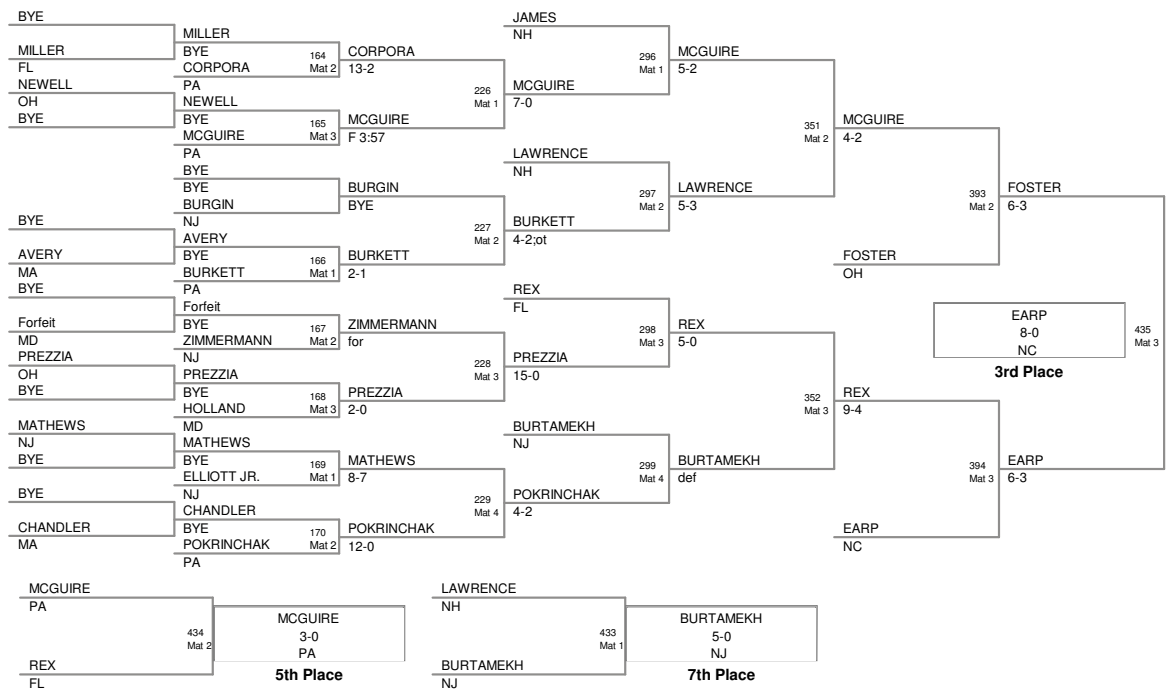 BYE
MILLER
FL
NEWELL
OH
BYE
BYE
AVERY
MA
BYE
Forfeit
MD
PREZZIA
OH
BYE
MATHEWS
NJ
BYE
BYE
CHANDLER
MA
MILLER
BYE
CORPORA
PA
164
Mat 2
NEWELL
BYE
MCGUIRE
PA
165
Mat 3
BYE
BYE
BURGIN
NJ
AVERY
BYE
BURKETT
PA
166
Mat 1
Forfeit
BYE
ZIMMERMANN
NJ
167
Mat 2
PREZZIA
BYE
HOLLAND
MD
168
Mat 3
MATHEWS
BYE
ELLIOTT JR.
NJ
169
Mat 1
CHANDLER
BYE
POKRINCHAK
PA
170
Mat 2
CORPORA
13-2
226
Mat 1
MCGUIRE
F 3:57
BURGIN
BYE
227
Mat 2
BURKETT
2-1
ZIMMERMANN
for
228
Mat 3
PREZZIA
2-0
MATHEWS
8-7
229
Mat 4
POKRINCHAK
12-0
JAMES
NH
296
Mat 1
MCGUIRE
7-0
LAWRENCE
NH
297
Mat 2
BURKETT
4-2;ot
REX
FL
298
Mat 3
PREZZIA
15-0
BURTAMEKH
NJ
299
Mat 4
POKRINCHAK
4-2
MCGUIRE
5-2
351
Mat 2
LAWRENCE
5-3
REX
5-0
352
Mat 3
BURTAMEKH
def
MCGUIRE
4-2
393
Mat 2
FOSTER
OH
REX
9-4
394
Mat 3
EARP
NC
FOSTER
6-3
EARP
8-0
NC
435
Mat 3
3rd Place
EARP
6-3
MCGUIRE
PA
434
Mat 2
REX
FL
MCGUIRE
3-0
PA
5th Place
LAWRENCE
NH
433
Mat 1
BURTAMEKH
NJ
BURTAMEKH
5-0
NJ
7th Place